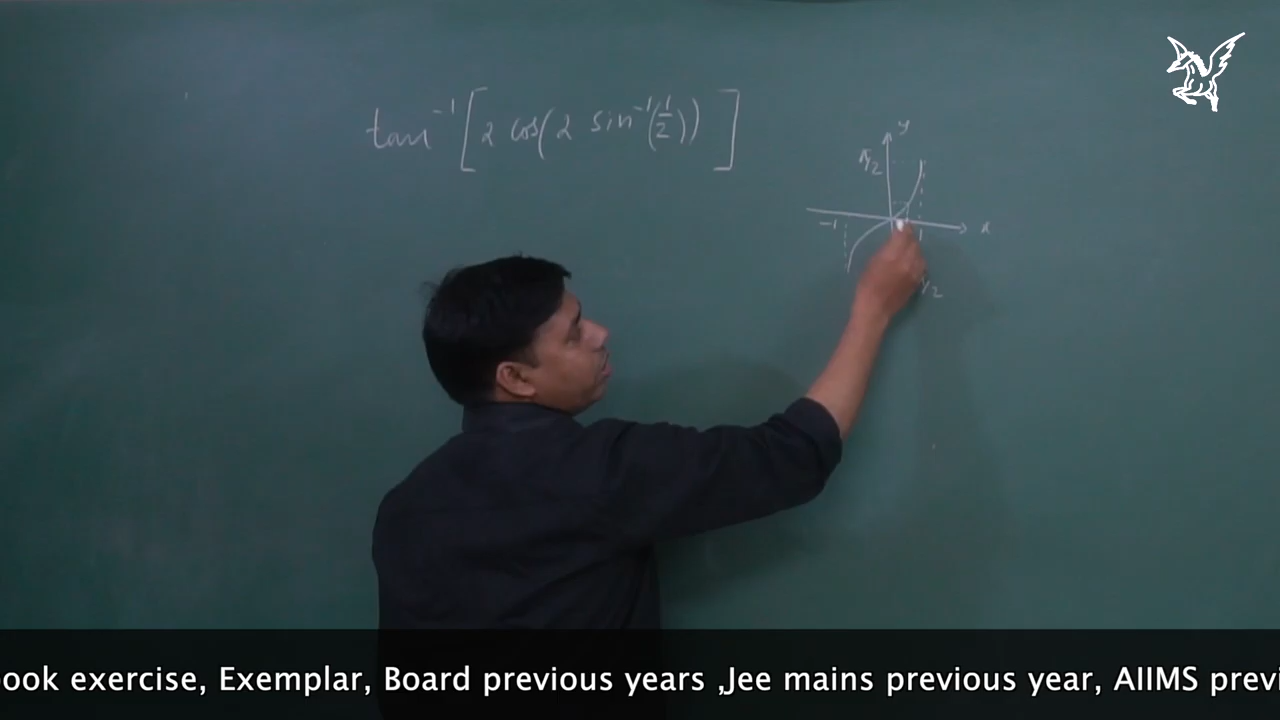 tan⁻¹ [2 cos(2 sin⁻¹(1/2))]
y
π/2
-1
1
x
/2
ook exercise, Exemplar, Board previous years ,Jee mains previous year, AIIMS previ